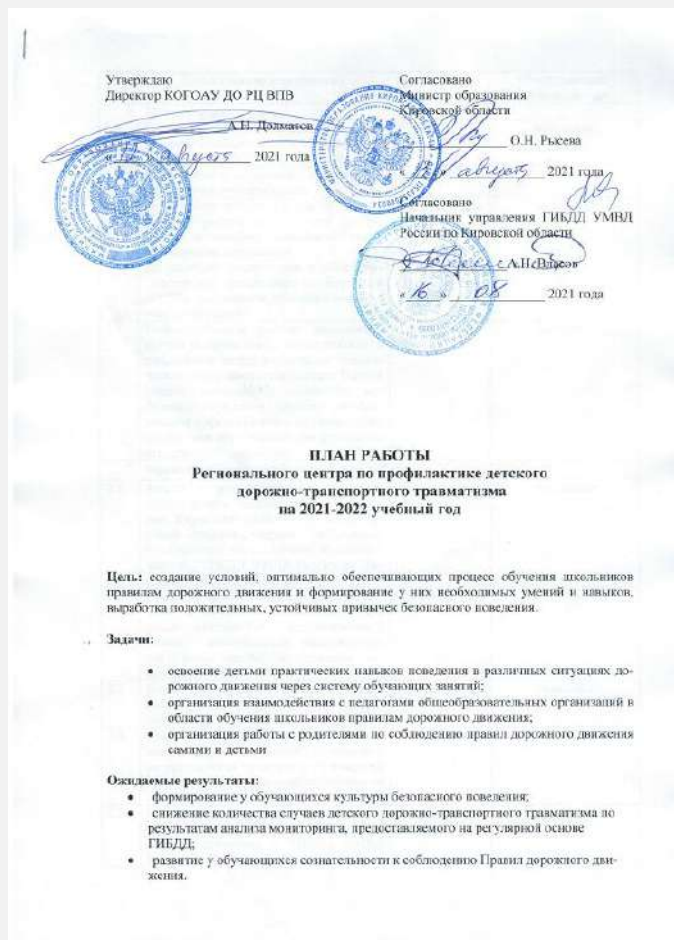 Утверждаю
Директор КОГОАУ ДО РЦ ВПВ
А.Н. Долматов
августа 2021 года
Согласовано
Министр образования
Кировской области
О.Н. Рысева
« » августа 2021 года
Согласовано
Начальник управления ГИБДД УМВД
России по Кировской области
А.Н. Власов
« 16 » 08 2021 года
ПЛАН РАБОТЫ
Регионального центра по профилактике детского
дорожно-транспортного травматизма
на 2021-2022 учебный год
Цель: создание условий, оптимально обеспечивающих процесс обучения школьников
правилам дорожного движения и формирование у них необходимых умений и навыков,
выработка положительных, устойчивых привычек безопасного поведения.
Задачи:
• освоение детьми практических навыков поведения в различных ситуациях до-
рожного движения через систему обучающих занятий;
• организация взаимодействия с педагогами общеобразовательных организаций в
области обучения школьников правилам дорожного движения;
• организация работы с родителями по соблюдению правил дорожного движения
самими и детьми
Ожидаемые результаты:
• формирование у обучающихся культуры безопасного поведения;
• снижение количества случаев детского дорожно-транспортного травматизма по
результатам анализа мониторинга, предоставляемого на регулярной основе
ГИБДД;
• развитие у обучающихся сознательности к соблюдению Правил дорожного дви-
жения.